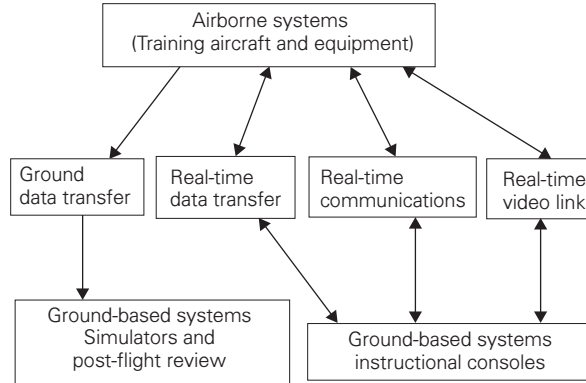 Airborne systems
(Training aircraft and equipment)
Ground
data transfer
Real-time
data transfer
Real-time
communications
Real-time
video link
Ground-based systems
Simulators and
post-flight review
Ground-based systems
instructional consoles